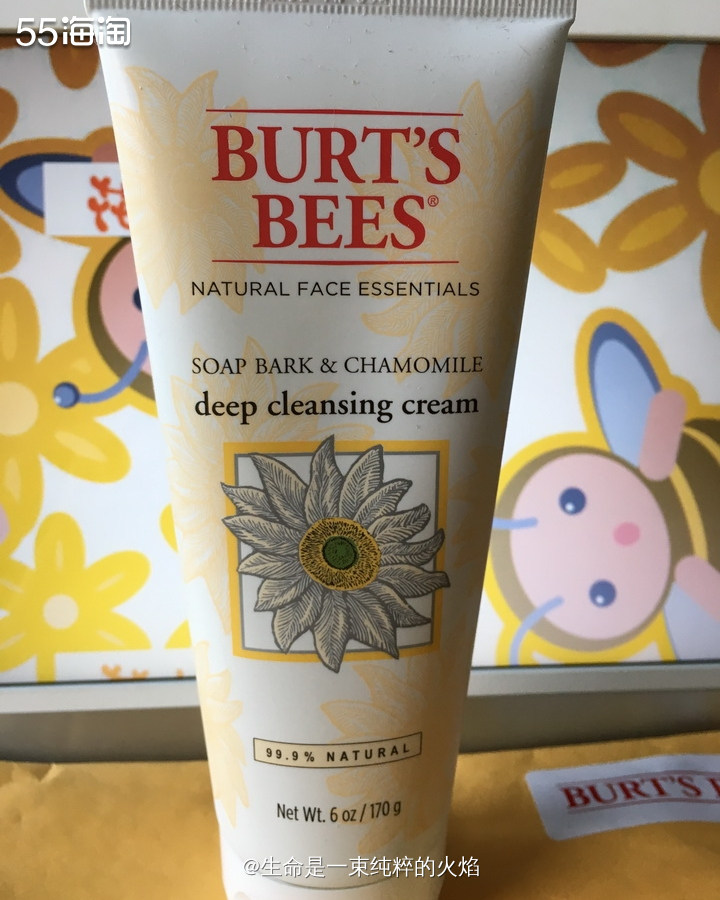 55海淘
BURT'S
BEES®
NATURAL FACE ESSENTIALS
SOAP BARK & CHAMOMILE
deep cleansing cream
99.9% NATURAL
Net Wt. 6 oz / 170 g
BURT'S
@生命是一束纯粹的火焰